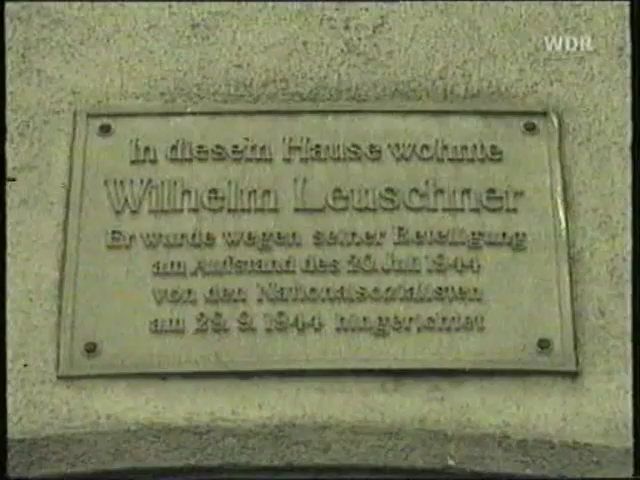 WDR
In diesem Hause wohnte
Wilhelm Leuschner
Er wurde wegen seiner Beteiligung
am Aufstand des 20. Juli 1944
von den Nationalsozialisten
am 29. 9. 1944 hingerichtet